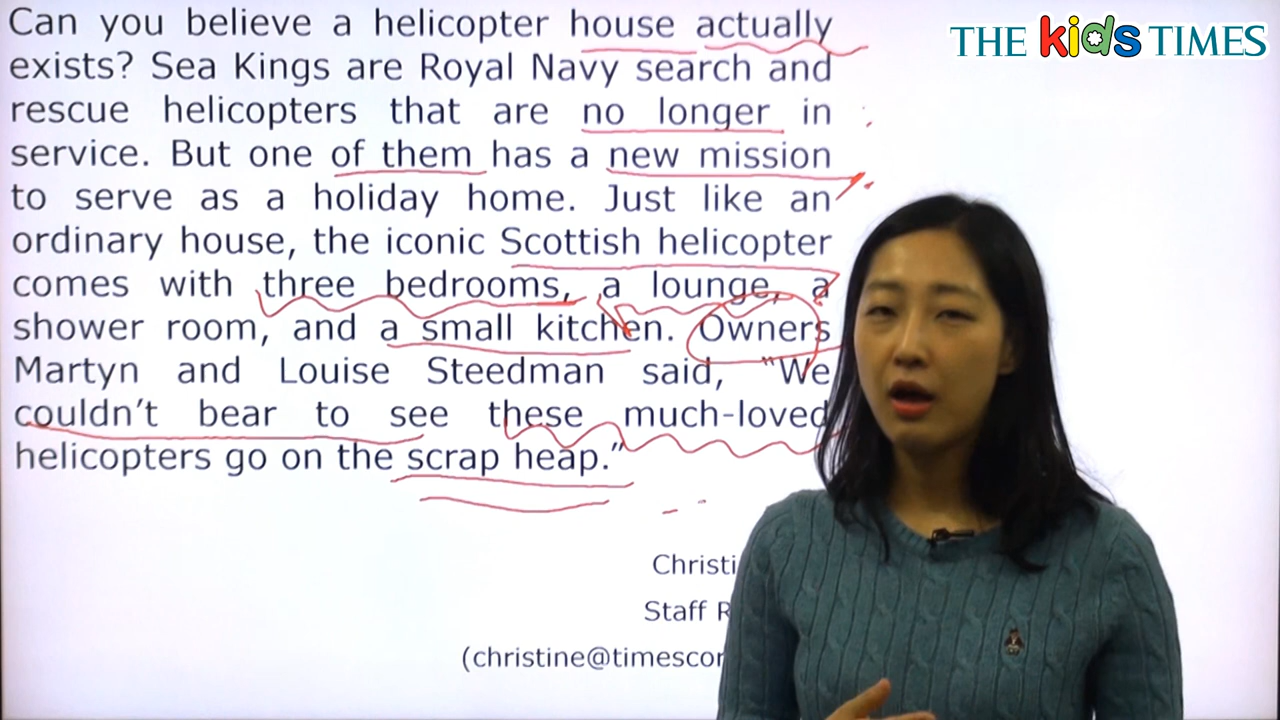 THE kids TIMES
Can you believe a helicopter house actually
exists? Sea Kings are Royal Navy search and
rescue helicopters that are no longer in
service. But one of them has a new mission
to serve as a holiday home. Just like an
ordinary house, the iconic Scottish helicopter
comes with three bedrooms, a lounge, a
shower room, and a small kitchen. Owners
Martyn and Louise Steedman said, “We
couldn’t bear to see these much-loved
helicopters go on the scrap heap.”
Christi
Staff R
(christine@timescor